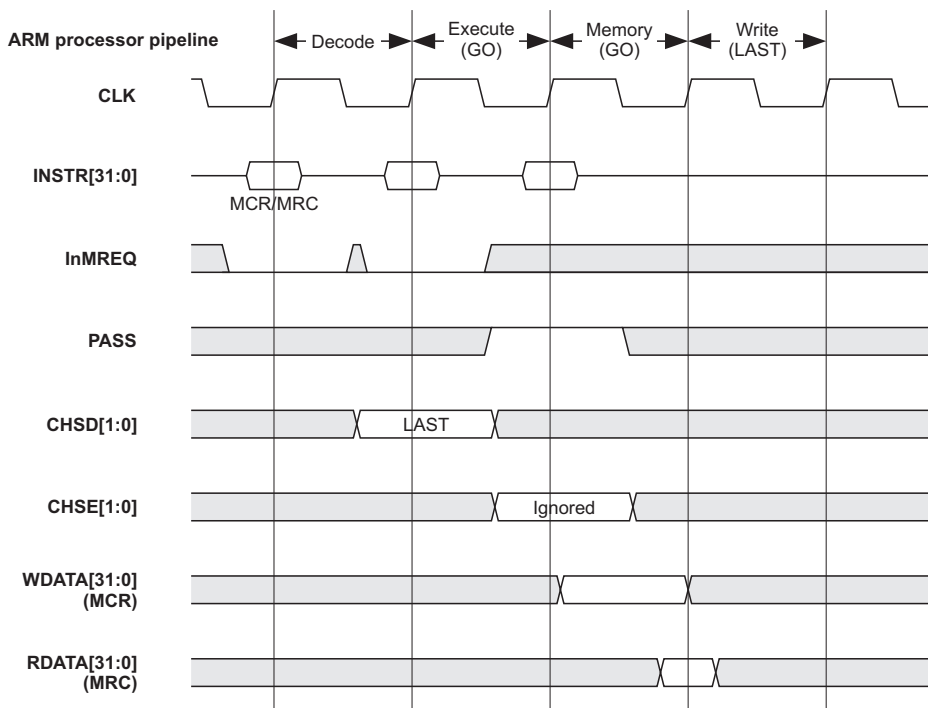 ARM processor pipeline
Decode
Execute
(GO)
Memory
(GO)
Write
(LAST)
CLK
INSTR[31:0]
MCR/MRC
InMREQ
PASS
CHSD[1:0]
LAST
CHSE[1:0]
Ignored
WDATA[31:0]
(MCR)
RDATA[31:0]
(MRC)